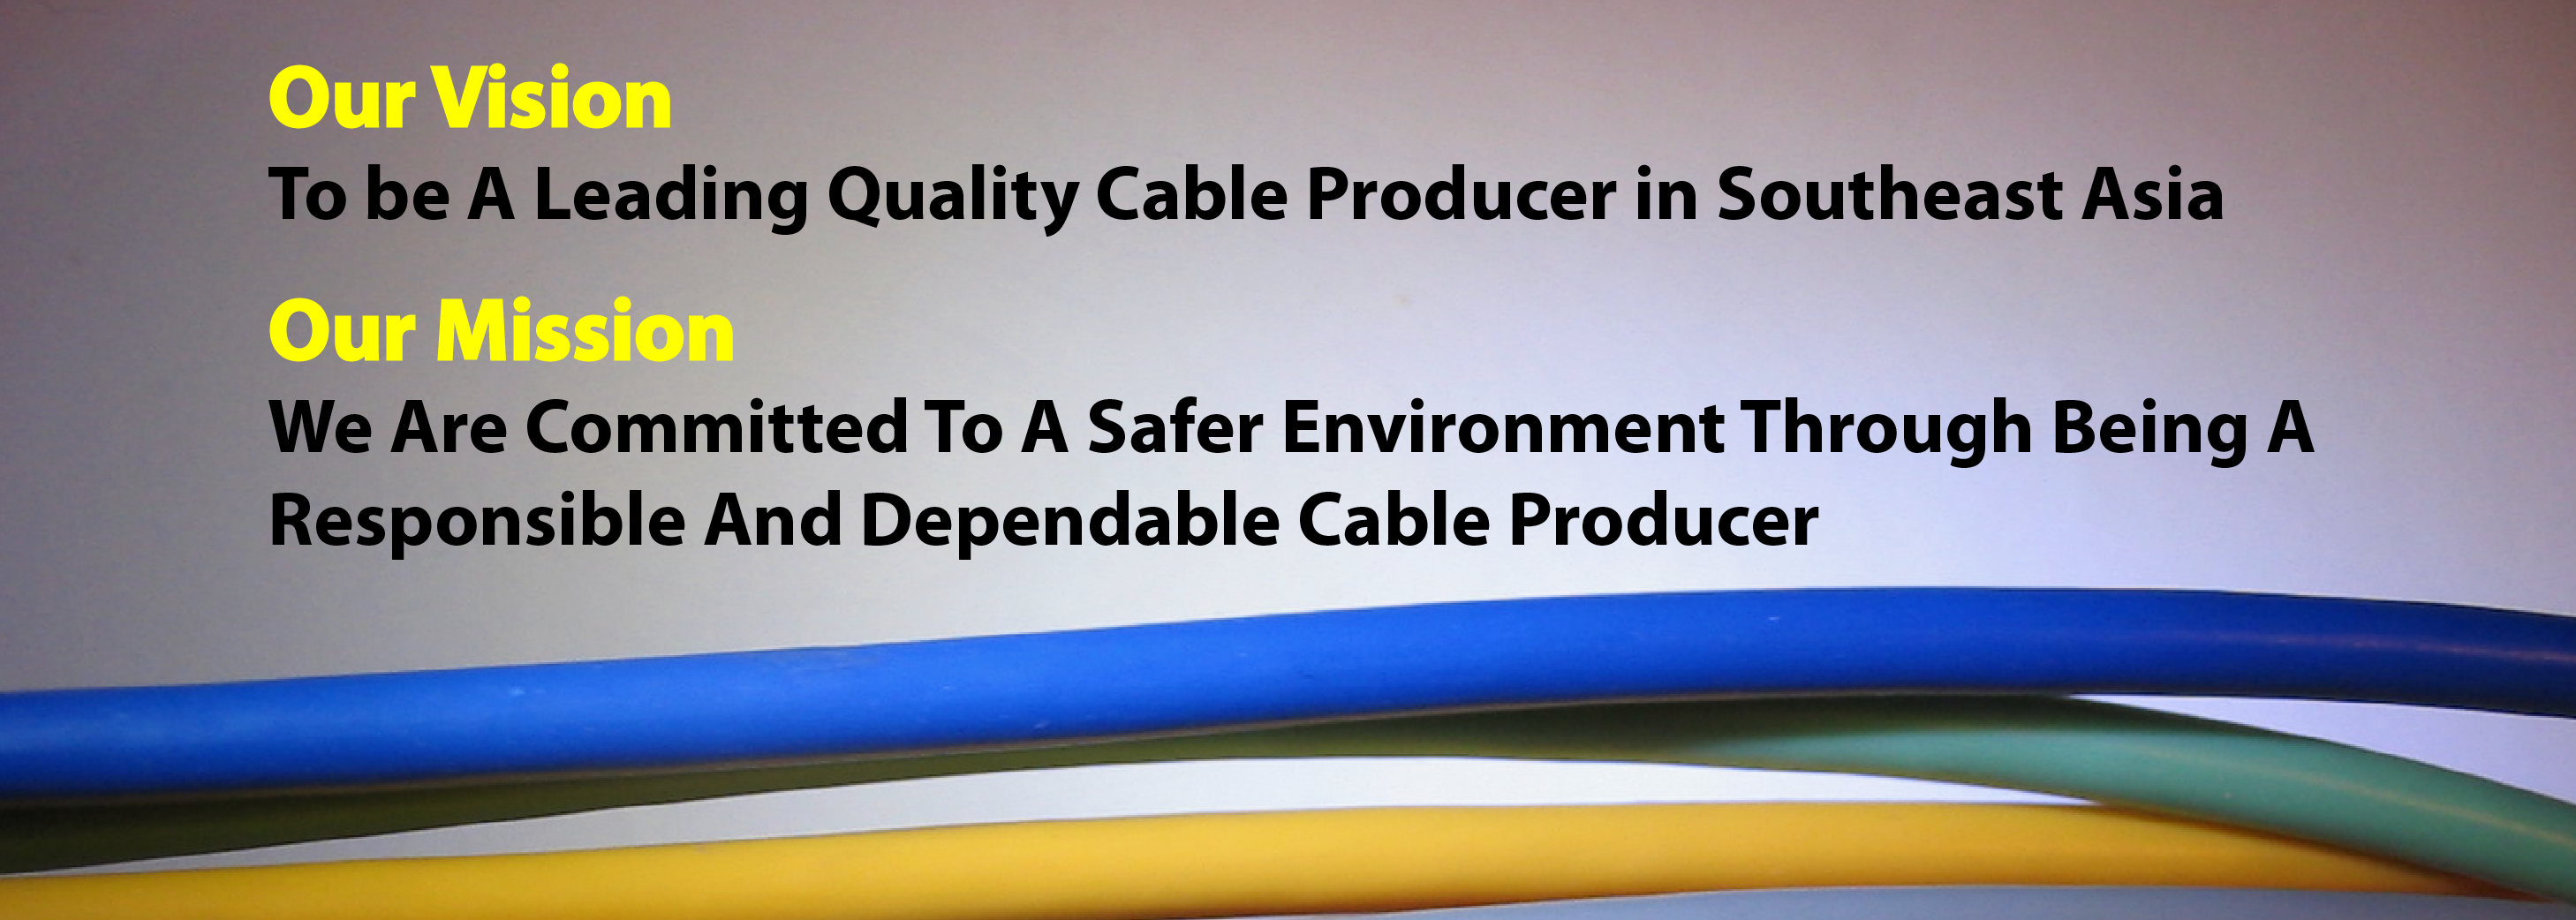 Our Vision
To be A Leading Quality Cable Producer in Southeast Asia
Our Mission
We Are Committed To A Safer Environment Through Being A
Responsible And Dependable Cable Producer